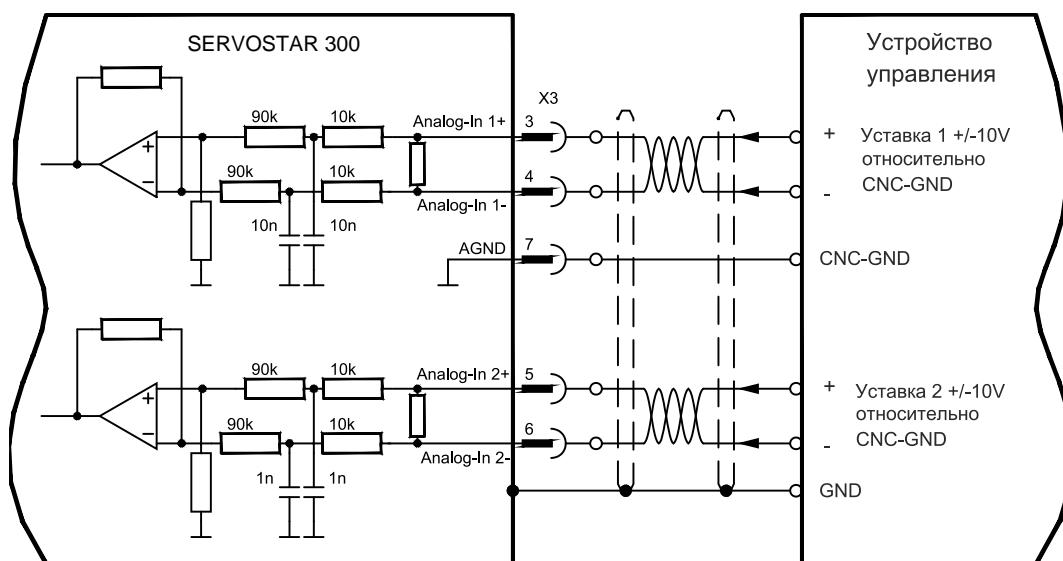 SERVOSTAR 300
Устройство
управления
X3
90k
10k
Analog-In 1+
3
+
Уставка 1 +/-10V
относительно
CNC-GND
+
–
90k
10k
4
-
Analog-In 1-
10n
10n
AGND
7
CNC-GND
90k
10k
Analog-In 2+
5
+
Уставка 2 +/-10V
относительно
CNC-GND
+
–
90k
10k
6
-
Analog-In 2-
1n
1n
GND